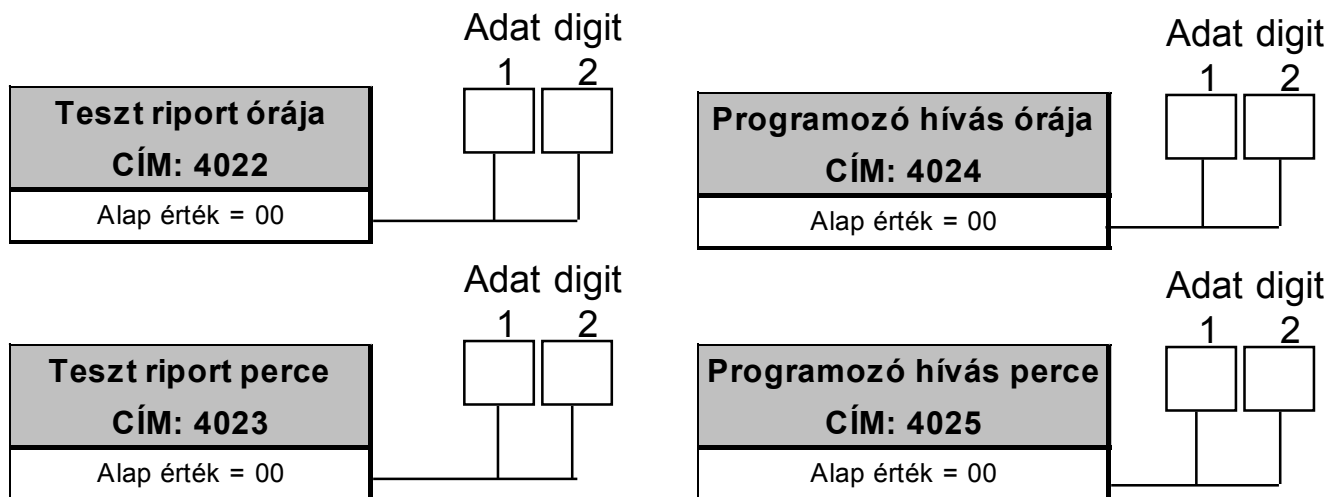 Adat digit
1 2
Teszt riport órája
CÍM: 4022
Alap érték = 00
Adat digit
1 2
Programozó hívás órája
CÍM: 4024
Alap érték = 00
Adat digit
1 2
Teszt riport perce
CÍM: 4023
Alap érték = 00
Adat digit
1 2
Programozó hívás perce
CÍM: 4025
Alap érték = 00